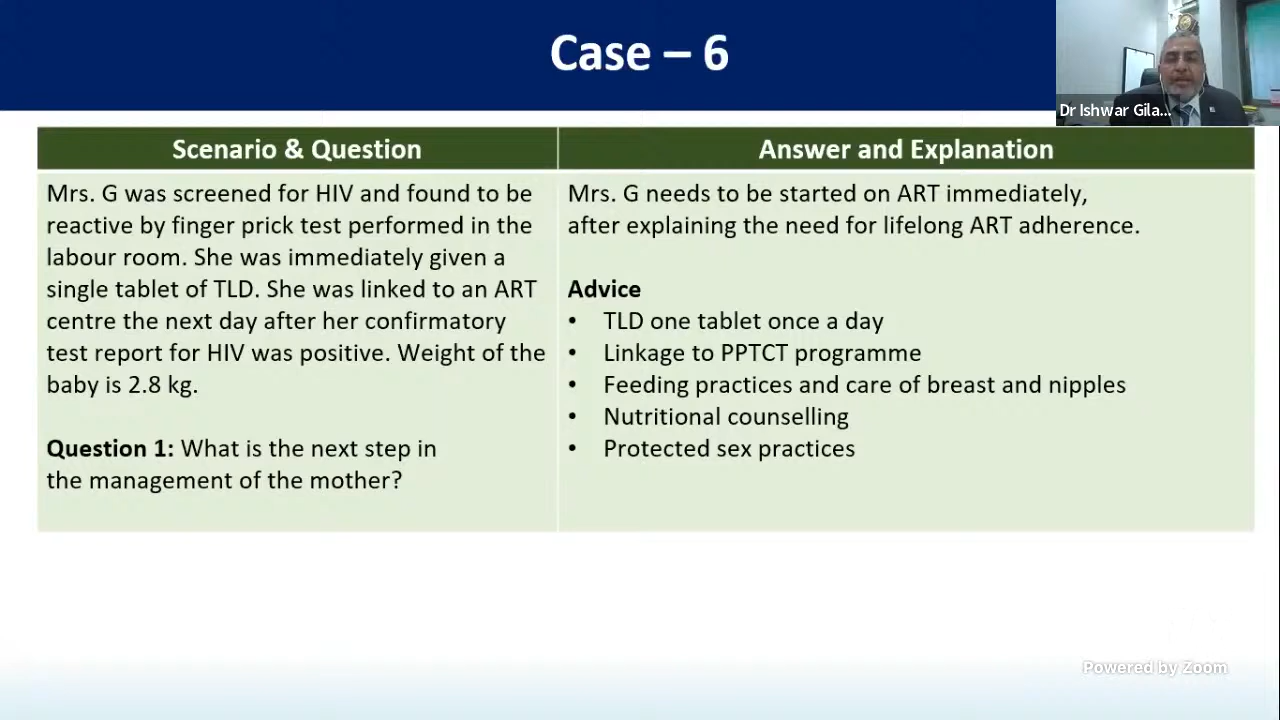 Case – 6
Dr Ishwar Gila...
Scenario & Question
Answer and Explanation
Mrs. G was screened for HIV and found to be
reactive by finger prick test performed in the
labour room. She was immediately given a
single tablet of TLD. She was linked to an ART
centre the next day after her confirmatory
test report for HIV was positive. Weight of the
baby is 2.8 kg.
Question 1: What is the next step in
the management of the mother?
Mrs. G needs to be started on ART immediately,
after explaining the need for lifelong ART adherence.
Advice
• TLD one tablet once a day
• Linkage to PPTCT programme
• Feeding practices and care of breast and nipples
• Nutritional counselling
• Protected sex practices
Powered by Zoom